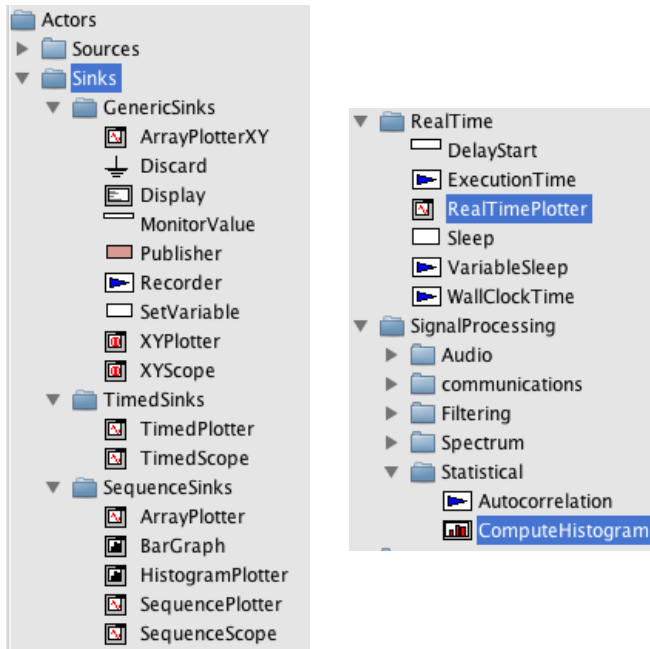 Actors
Sources
Sinks
GenericSinks
ArrayPlotterXY
Discard
Display
MonitorValue
Publisher
Recorder
SetVariable
XYPlotter
XYScope
TimedSinks
TimedPlotter
TimedScope
SequenceSinks
ArrayPlotter
BarGraph
HistogramPlotter
SequencePlotter
SequenceScope
RealTime
DelayStart
ExecutionTime
RealTimePlotter
Sleep
VariableSleep
WallClockTime
SignalProcessing
Audio
communications
Filtering
Spectrum
Statistical
Autocorrelation
ComputeHistogram